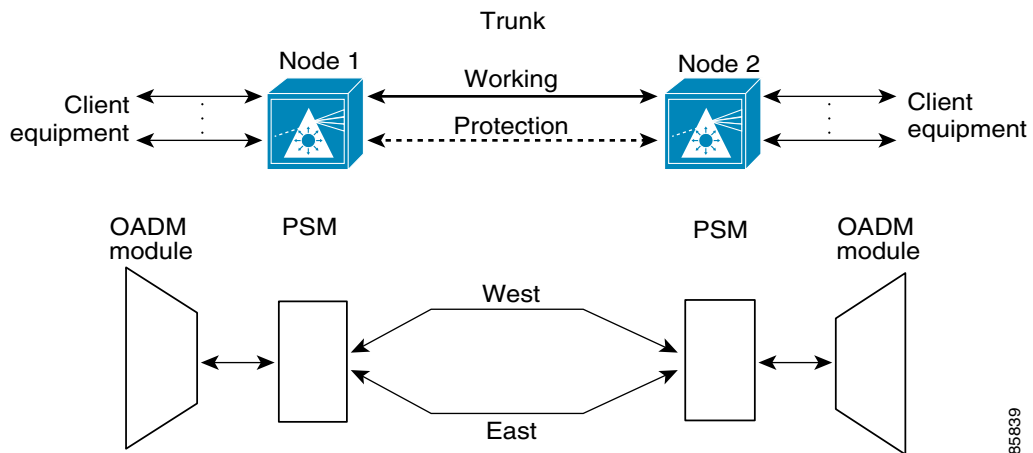 Trunk
Node 1
Node 2
Working
Client
equipment
Protection
Client
equipment
OADM
module
PSM
PSM
OADM
module
West
East
85839